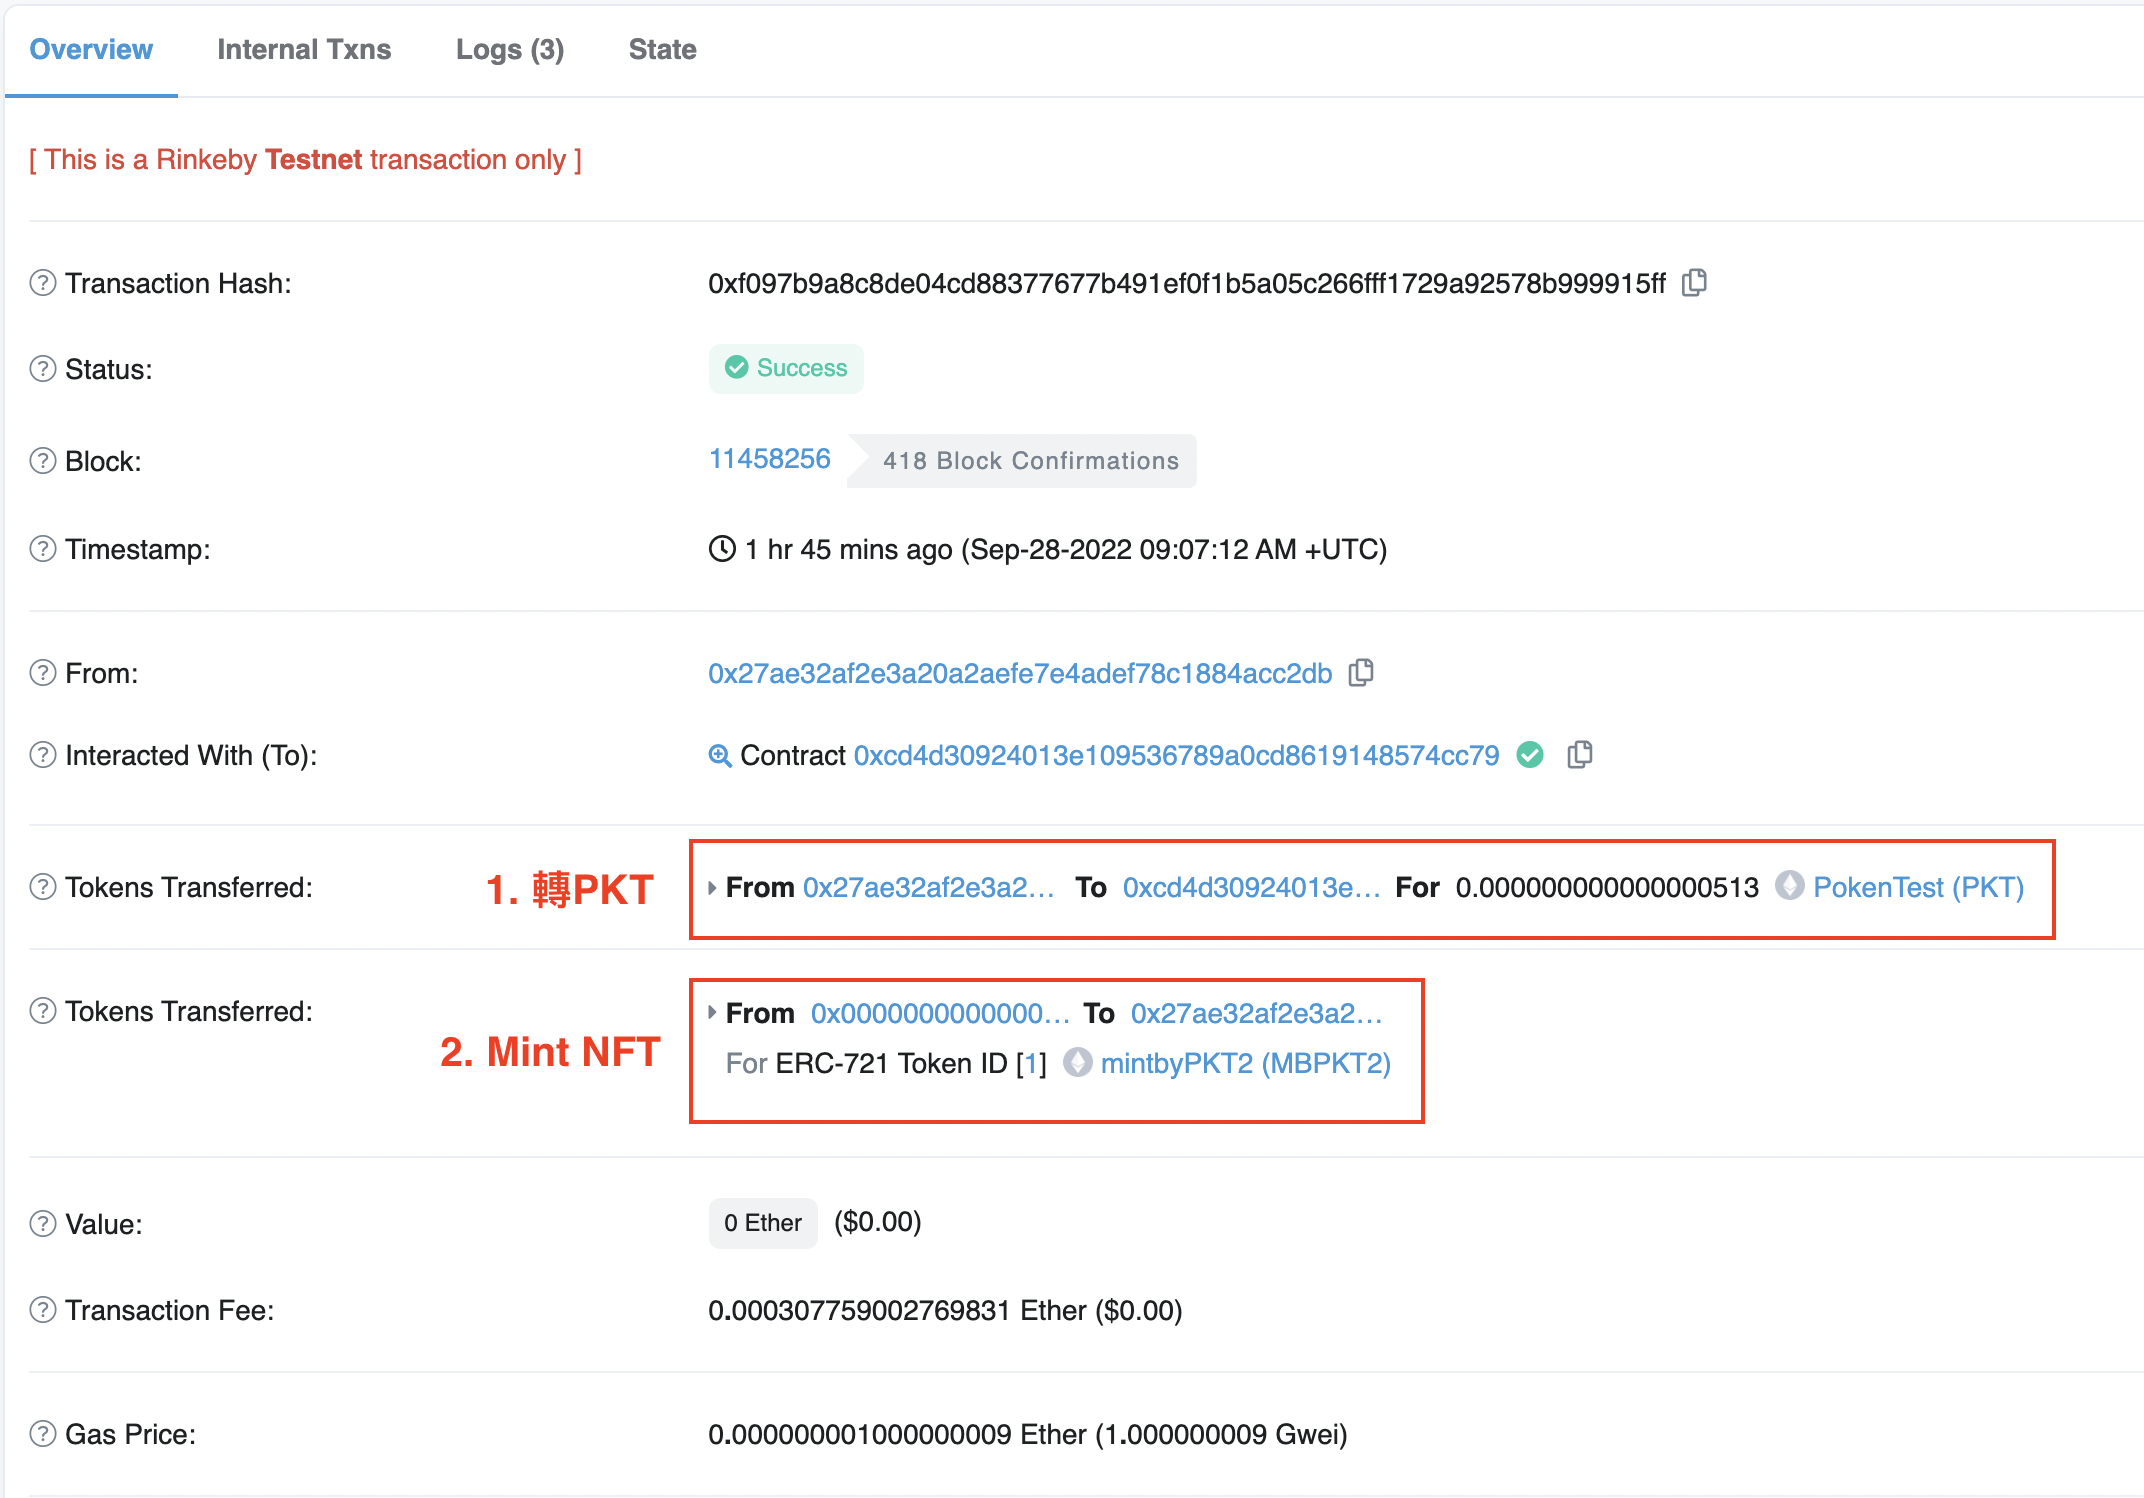 Overview Internal Txns Logs (3) State
[ This is a Rinkeby Testnet transaction only ]
Transaction Hash: 0xf097b9a8c8de04cd88377677b491ef0f1b5a05c266fff1729a92578b999915ff
Status: Success
Block: 11458256 418 Block Confirmations
Timestamp: 1 hr 45 mins ago (Sep-28-2022 09:07:12 AM +UTC)
From: 0x27ae32af2e3a20a2aefe7e4adef78c1884acc2db
Interacted With (To): Contract 0xcd4d30924013e109536789a0cd8619148574cc79
Tokens Transferred: 1. 轉PKT From 0x27ae32af2e3a2... To 0xcd4d30924013e... For 0.000000000000000513 PokenTest (PKT)
Tokens Transferred: From 0x0000000000000... To 0x27ae32af2e3a2...
2. Mint NFT For ERC-721 Token ID [1] mintbyPKT2 (MBPKT2)
Value: 0 Ether ($0.00)
Transaction Fee: 0.000307759002769831 Ether ($0.00)
Gas Price: 0.000000001000000009 Ether (1.000000009 Gwei)